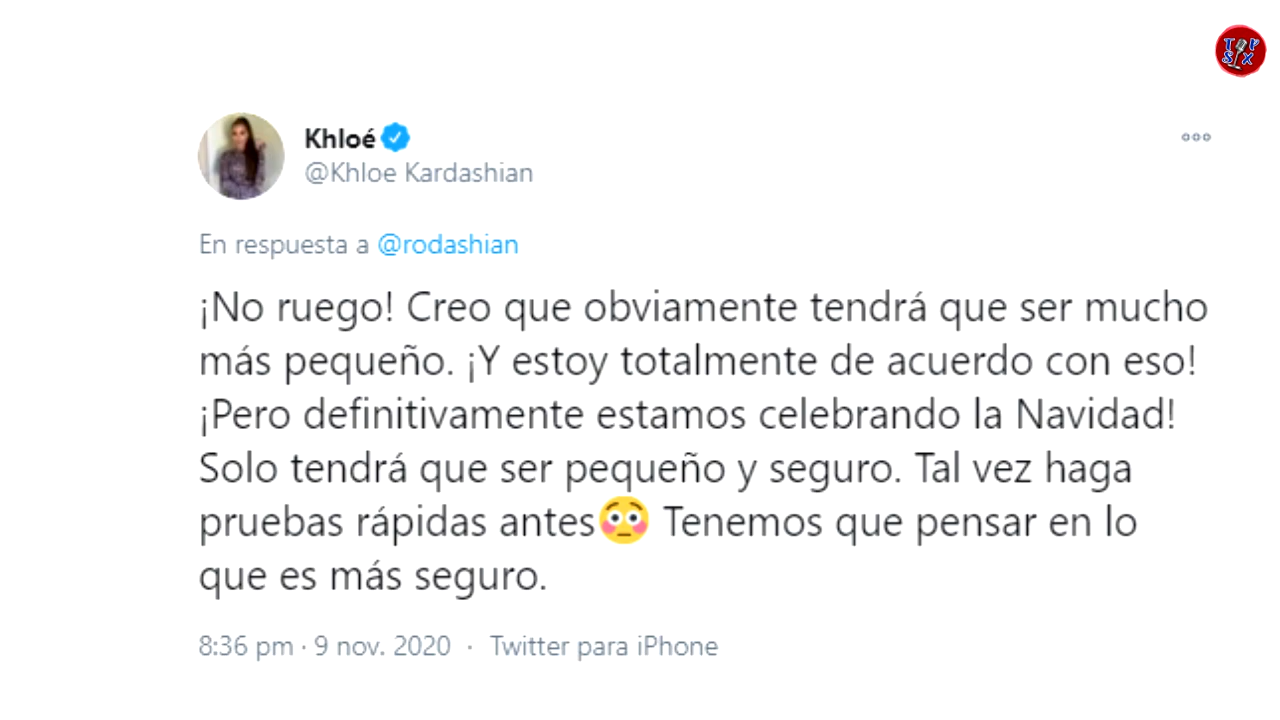 TOP
SIX
Khloé
@Khloe Kardashian
En respuesta a @rodashian
¡No ruego! Creo que obviamente tendrá que ser mucho
más pequeño. ¡Y estoy totalmente de acuerdo con eso!
¡Pero definitivamente estamos celebrando la Navidad!
Solo tendrá que ser pequeño y seguro. Tal vez haga
pruebas rápidas antes😳 Tenemos que pensar en lo
que es más seguro.
8:36 pm · 9 nov. 2020 · Twitter para iPhone